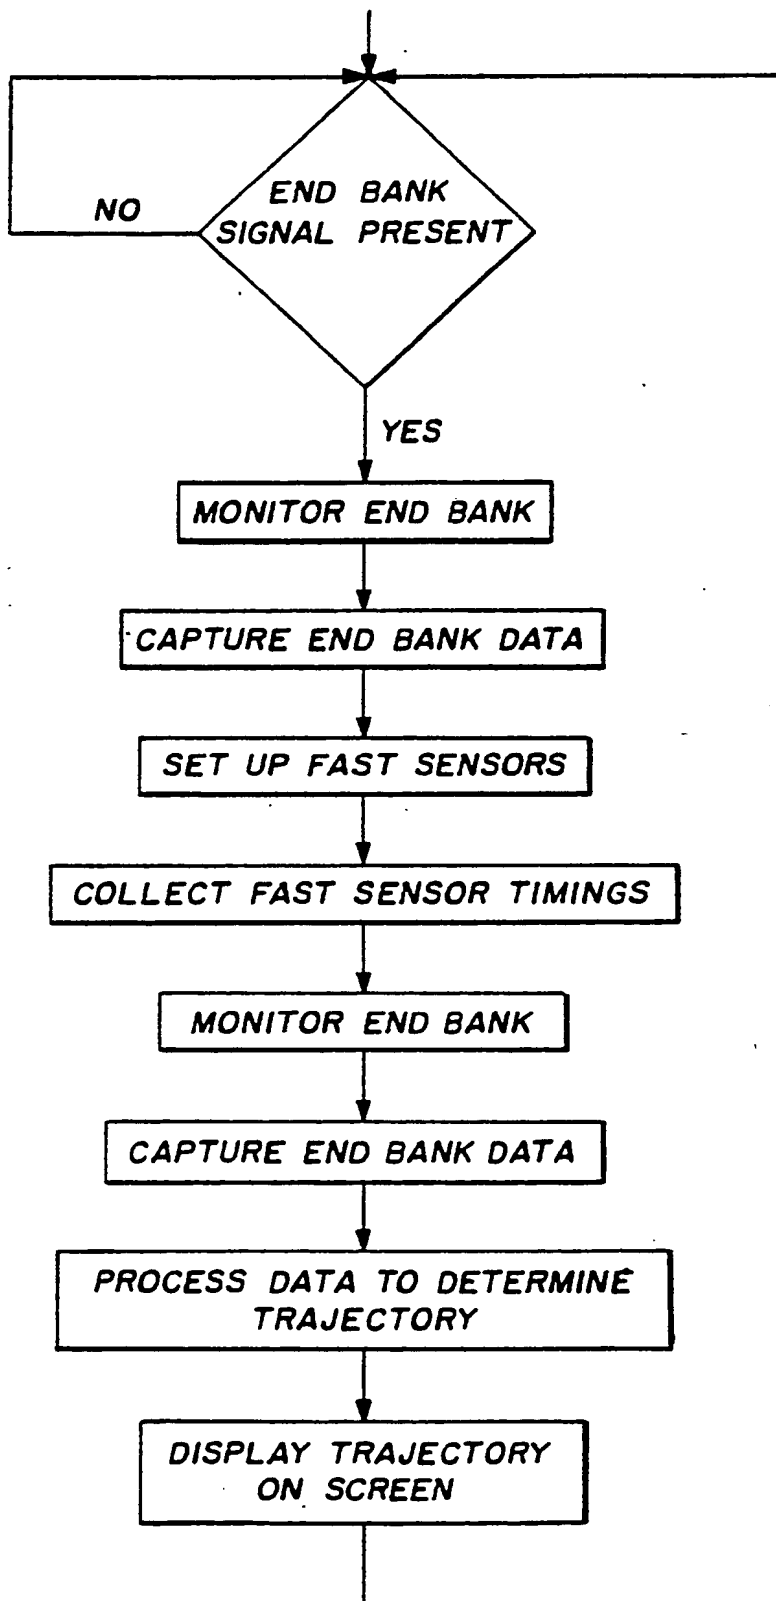 END BANK
SIGNAL PRESENT
NO
YES
MONITOR END BANK
CAPTURE END BANK DATA
SET UP FAST SENSORS
COLLECT FAST SENSOR TIMINGS
MONITOR END BANK
CAPTURE END BANK DATA
PROCESS DATA TO DETERMINE
TRAJECTORY
DISPLAY TRAJECTORY
ON SCREEN